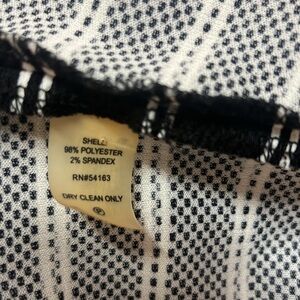 SHELL
98% POLYESTER
2% SPANDEX
RN#54163
DRY CLEAN ONLY
Ⓟ